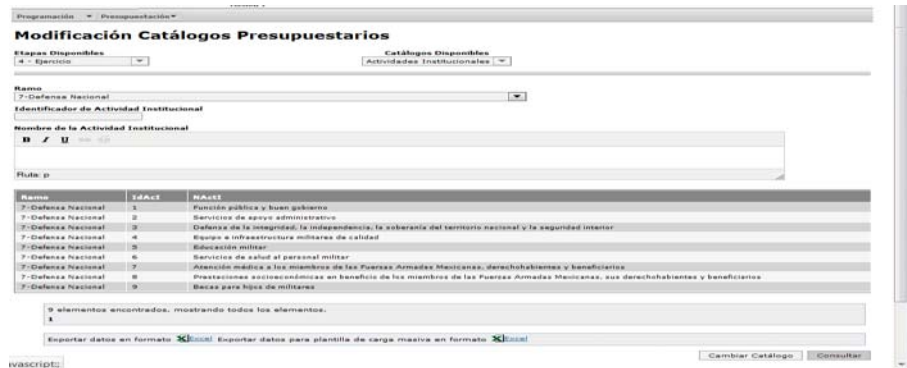 Programación Presupuestación
Modificación Catálogos Presupuestarios
Etapas Disponibles
4 - Ejercicio
Catálogos Disponibles
Actividades Institucionales
Ramo
7-Defensa Nacional
Identificador de Actividad Institucional
Nombre de la Actividad Institucional
B I U
Ruta: p
Ramo IdActI NActI
7-Defensa Nacional 1 Función pública y buen gobierno
7-Defensa Nacional 2 Servicios de apoyo administrativo
7-Defensa Nacional 3 Defensa de la integridad, la independencia, la soberanía del territorio nacional y la seguridad interior
7-Defensa Nacional 4 Equipo e infraestructura militares de calidad
7-Defensa Nacional 5 Educación militar
7-Defensa Nacional 6 Servicios de salud al personal militar
7-Defensa Nacional 7 Atención médica a los miembros de las Fuerzas Armadas Mexicanas, derechohabientes y beneficiarios
7-Defensa Nacional 8 Prestaciones socioeconómicas en beneficio de los miembros de las Fuerzas Armadas Mexicanas, sus derechohabientes y beneficiarios
7-Defensa Nacional 9 Becas para hijos de militares
9 elementos encontrados, mostrando todos los elementos.
1
Exportar datos en formato Excel Exportar datos para plantilla de carga masiva en formato Excel
Cambiar Catálogo Consultar
avascript:;